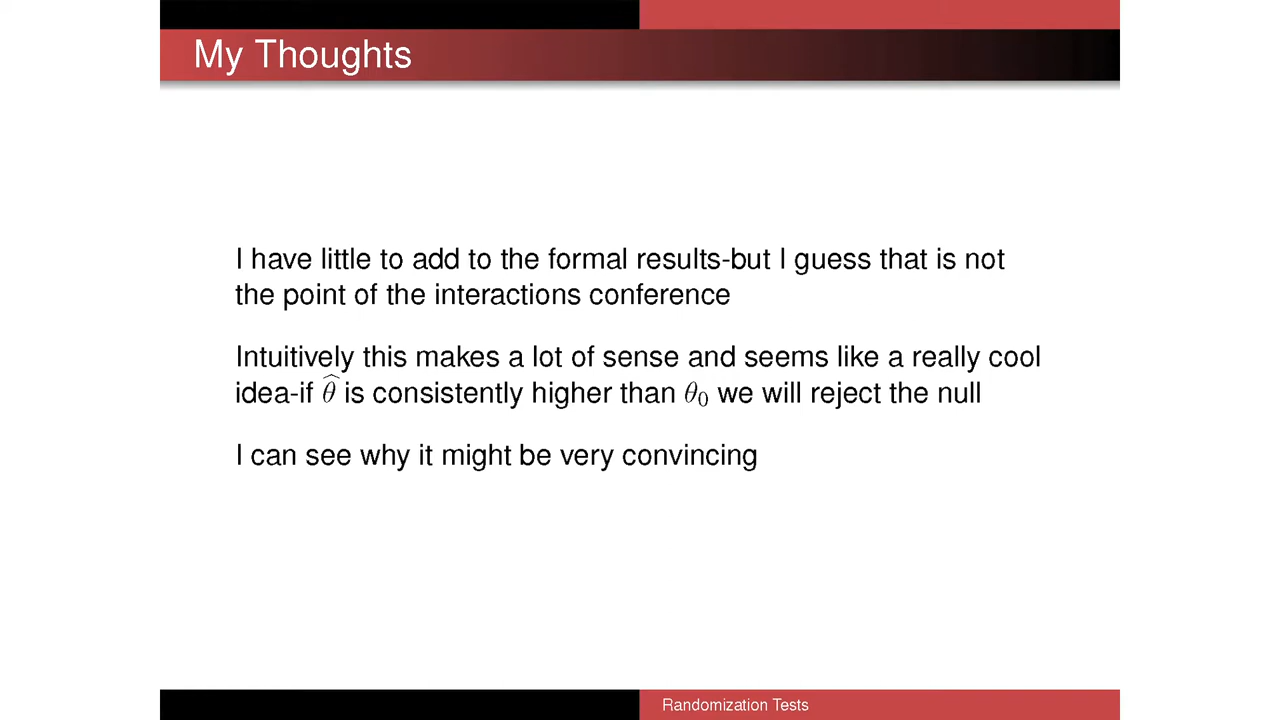 My Thoughts
I have little to add to the formal results-but I guess that is not
the point of the interactions conference
Intuitively this makes a lot of sense and seems like a really cool
idea-if θ̂ is consistently higher than θ₀ we will reject the null
I can see why it might be very convincing
Randomization Tests